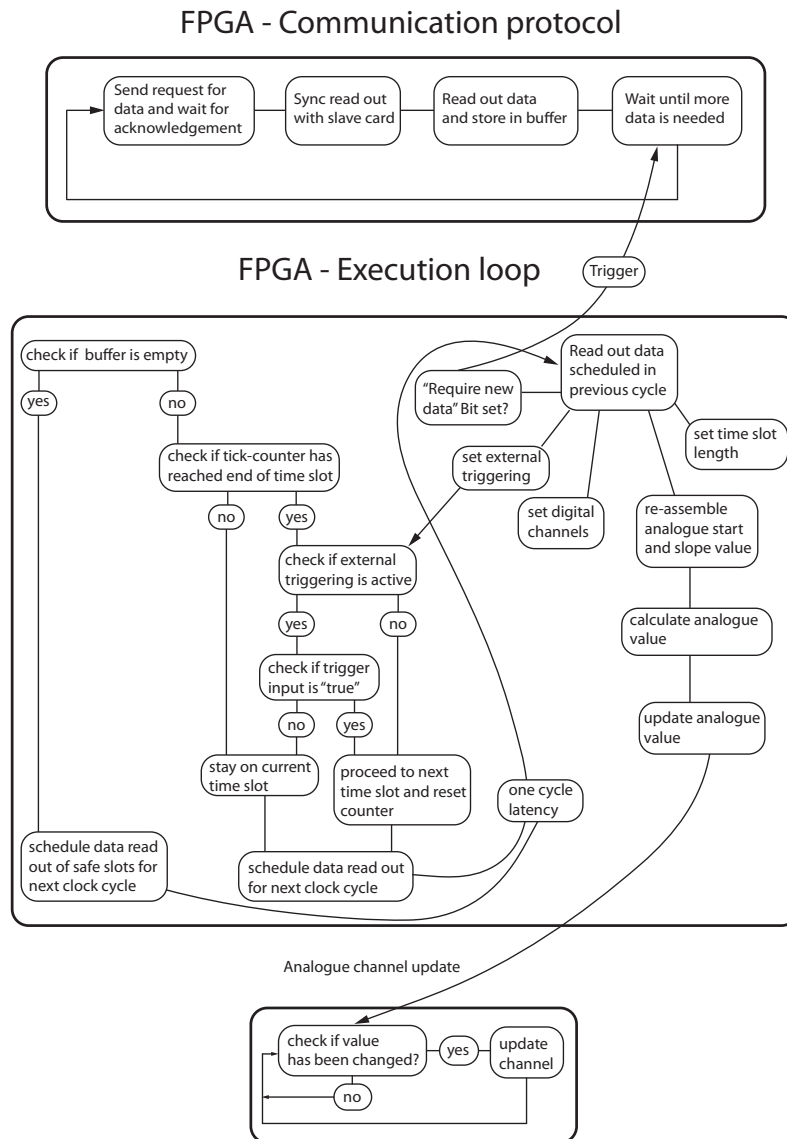 FPGA - Communication protocol
Send request for
data and wait for
acknowledgement
Sync read out
with slave card
Read out data
and store in buffer
Wait until more
data is needed
FPGA - Execution loop
Trigger
check if buffer is empty
yes
no
check if tick-counter has
reached end of time slot
no
yes
check if external
triggering is active
yes
no
check if trigger
input is “true”
no
yes
stay on current
time slot
proceed to next
time slot and reset
counter
one cycle
latency
schedule data read
out of safe slots for
next clock cycle
schedule data read out
for next clock cycle
Read out data
scheduled in
previous cycle
“Require new
data” Bit set?
set external
triggering
set digital
channels
set time slot
length
re-assemble
analogue start
and slope value
calculate analogue
value
update analogue
value
Analogue channel update
check if value
has been changed?
yes
update
channel
no